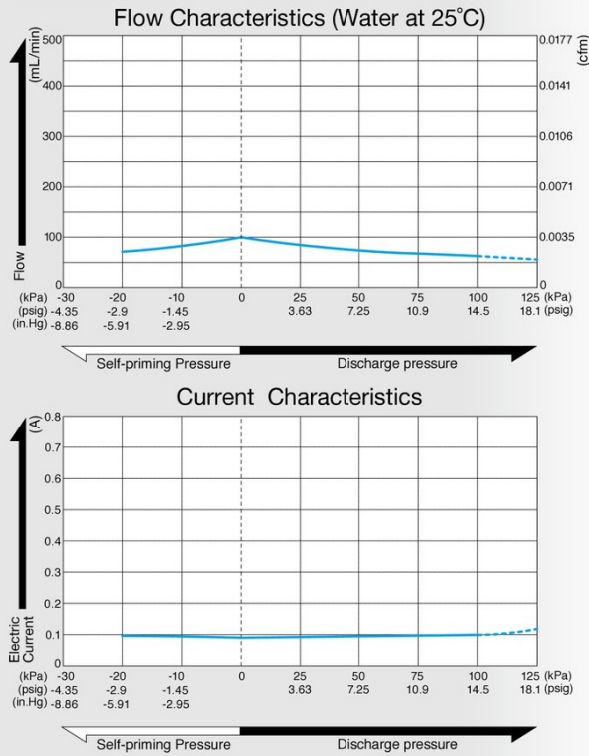 Flow Characteristics (Water at 25°C)
(mL/min)
(cfm)
500
0.0177
400
0.0141
300
0.0106
200
0.0071
100
0.0035
0
0
Flow
(kPa) -30 -20 -10 0 25 50 75 100 125 (kPa)
(psig) -4.35 -2.9 -1.45 3.63 7.25 10.9 14.5 18.1 (psig)
(in.Hg) -8.86 -5.91 -2.95
Self-priming Pressure
Discharge pressure
Current Characteristics
(A)
0.8
0.7
0.6
0.5
0.4
0.3
0.2
0.1
0
Electric
Current
(kPa) -30 -20 -10 0 25 50 75 100 125 (kPa)
(psig) -4.35 -2.9 -1.45 3.63 7.25 10.9 14.5 18.1 (psig)
(in.Hg) -8.86 -5.91 -2.95
Self-priming Pressure
Discharge pressure